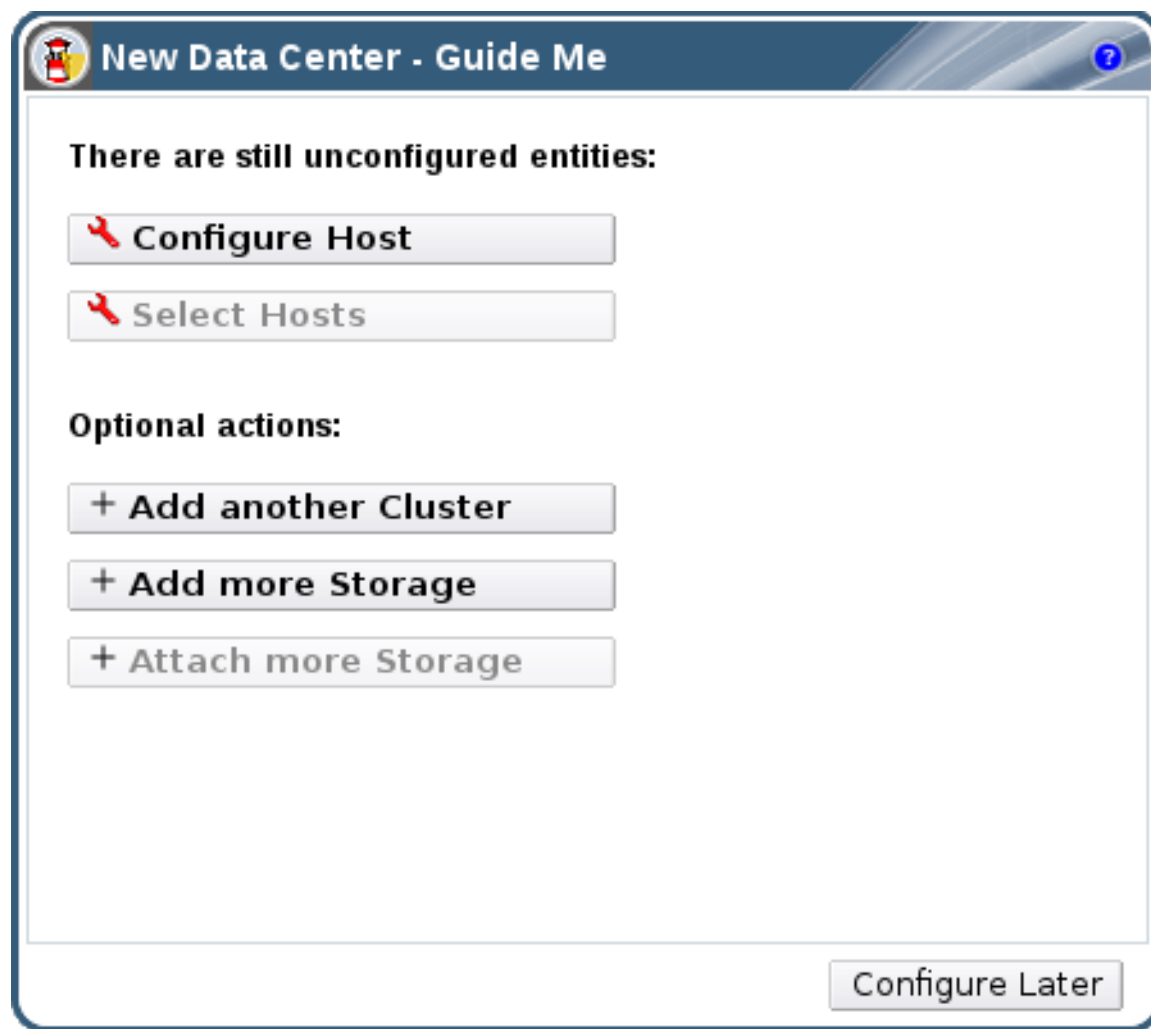 New Data Center - Guide Me
?
There are still unconfigured entities:
Configure Host
Select Hosts
Optional actions:
+ Add another Cluster
+ Add more Storage
+ Attach more Storage
Configure Later